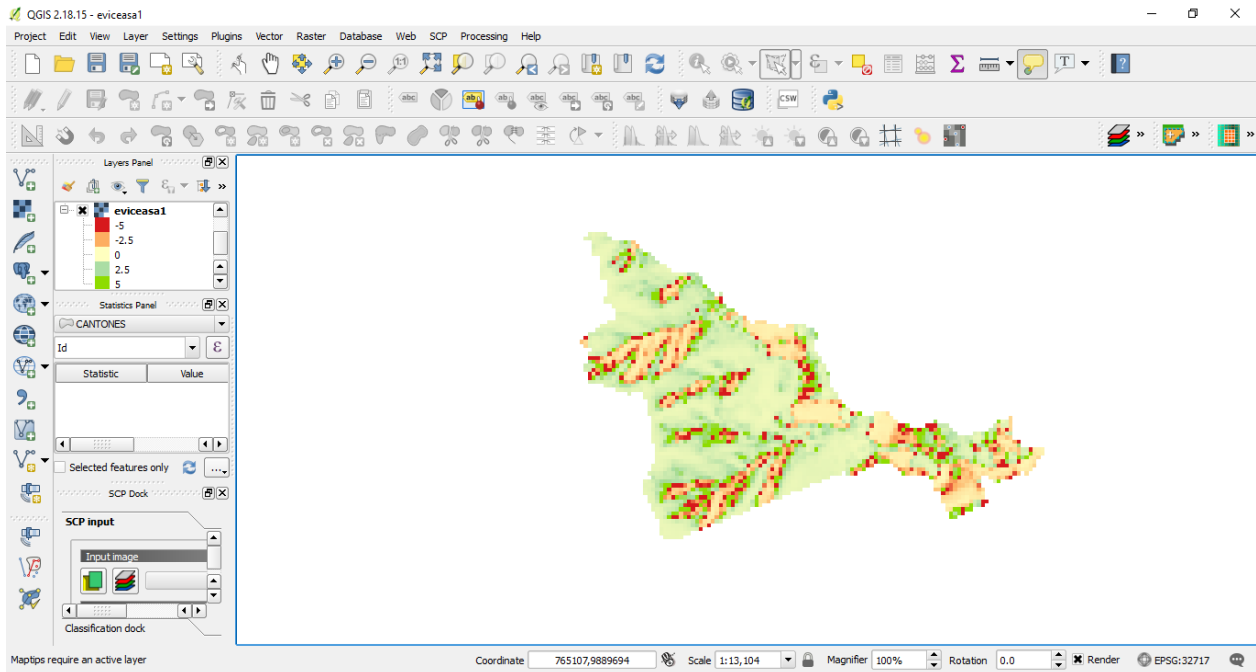 QGIS 2.18.15 - eviceasa1
Project Edit View Layer Settings Plugins Vector Raster Database Web SCP Processing Help
Layers Panel
eviceasa1
-5
-2.5
0
2.5
5
Statistics Panel
CANTONES
Id
Statistic Value
Selected features only
SCP Dock
SCP input
Input image
Classification dock
Maptips require an active layer Coordinate 765107,9889694 Scale 1:13,104 Magnifier 100% Rotation 0.0 Render EPSG:32717